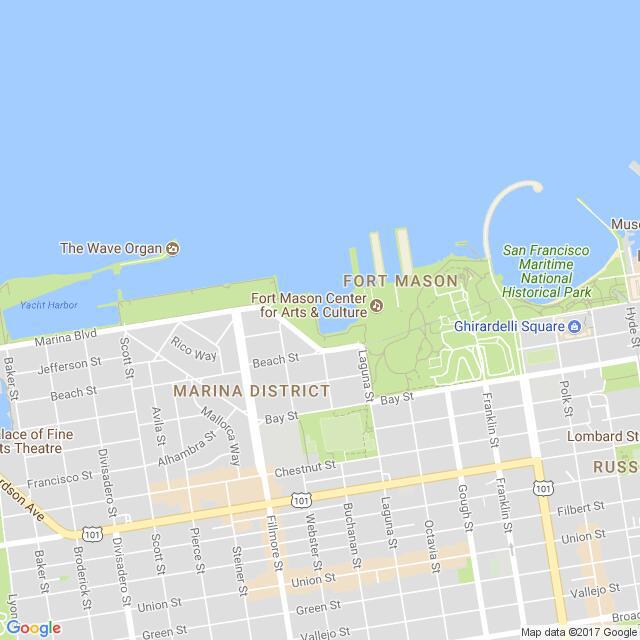 Muse
The Wave Organ
San Francisco
Maritime
National
Historical Park
FORT MASON
Yacht Harbor
Fort Mason Center
for Arts & Culture
Ghirardelli Square
Hyde St
Marina Blvd
Scott St
Rico Way
Jefferson St
Beach St
Laguna St
Baker St
Beach St
MARINA DISTRICT
Bay St
Franklin St
Polk St
Avila St
Mallorca Way
Bay St
alace of Fine
ts Theatre
Alhambra St
Lombard St
RUSS
Chestnut St
Francisco St
Divisadero St
rdson Ave
101
101
101
Gough St
Franklin St
Filbert St
Fillmore St
Webster St
Buchanan St
Laguna St
Octavia St
Union St
Lyon
Baker St
Broderick St
Divisadero St
Scott St
Pierce St
Steiner St
Union St
Vallejo St
Union St
Green St
Broad
Green St
Vallejo St
Google
Map data ©2017 Google